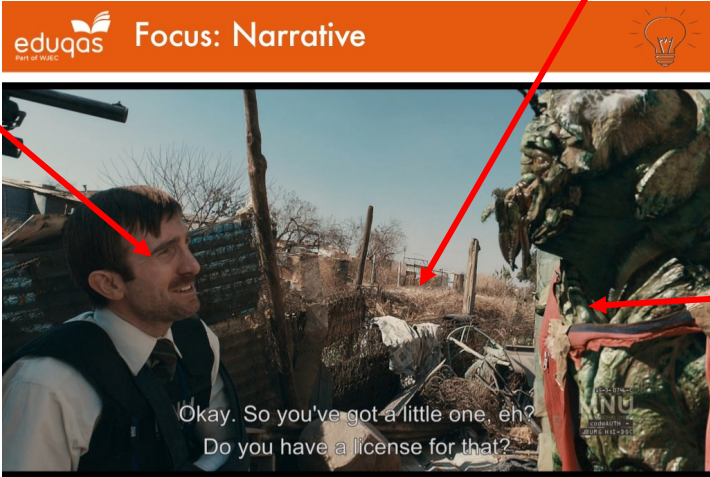 eduqas
Part of WJEC
Focus: Narrative
Okay. So you've got a little one, eh?
Do you have a license for that?
MNU